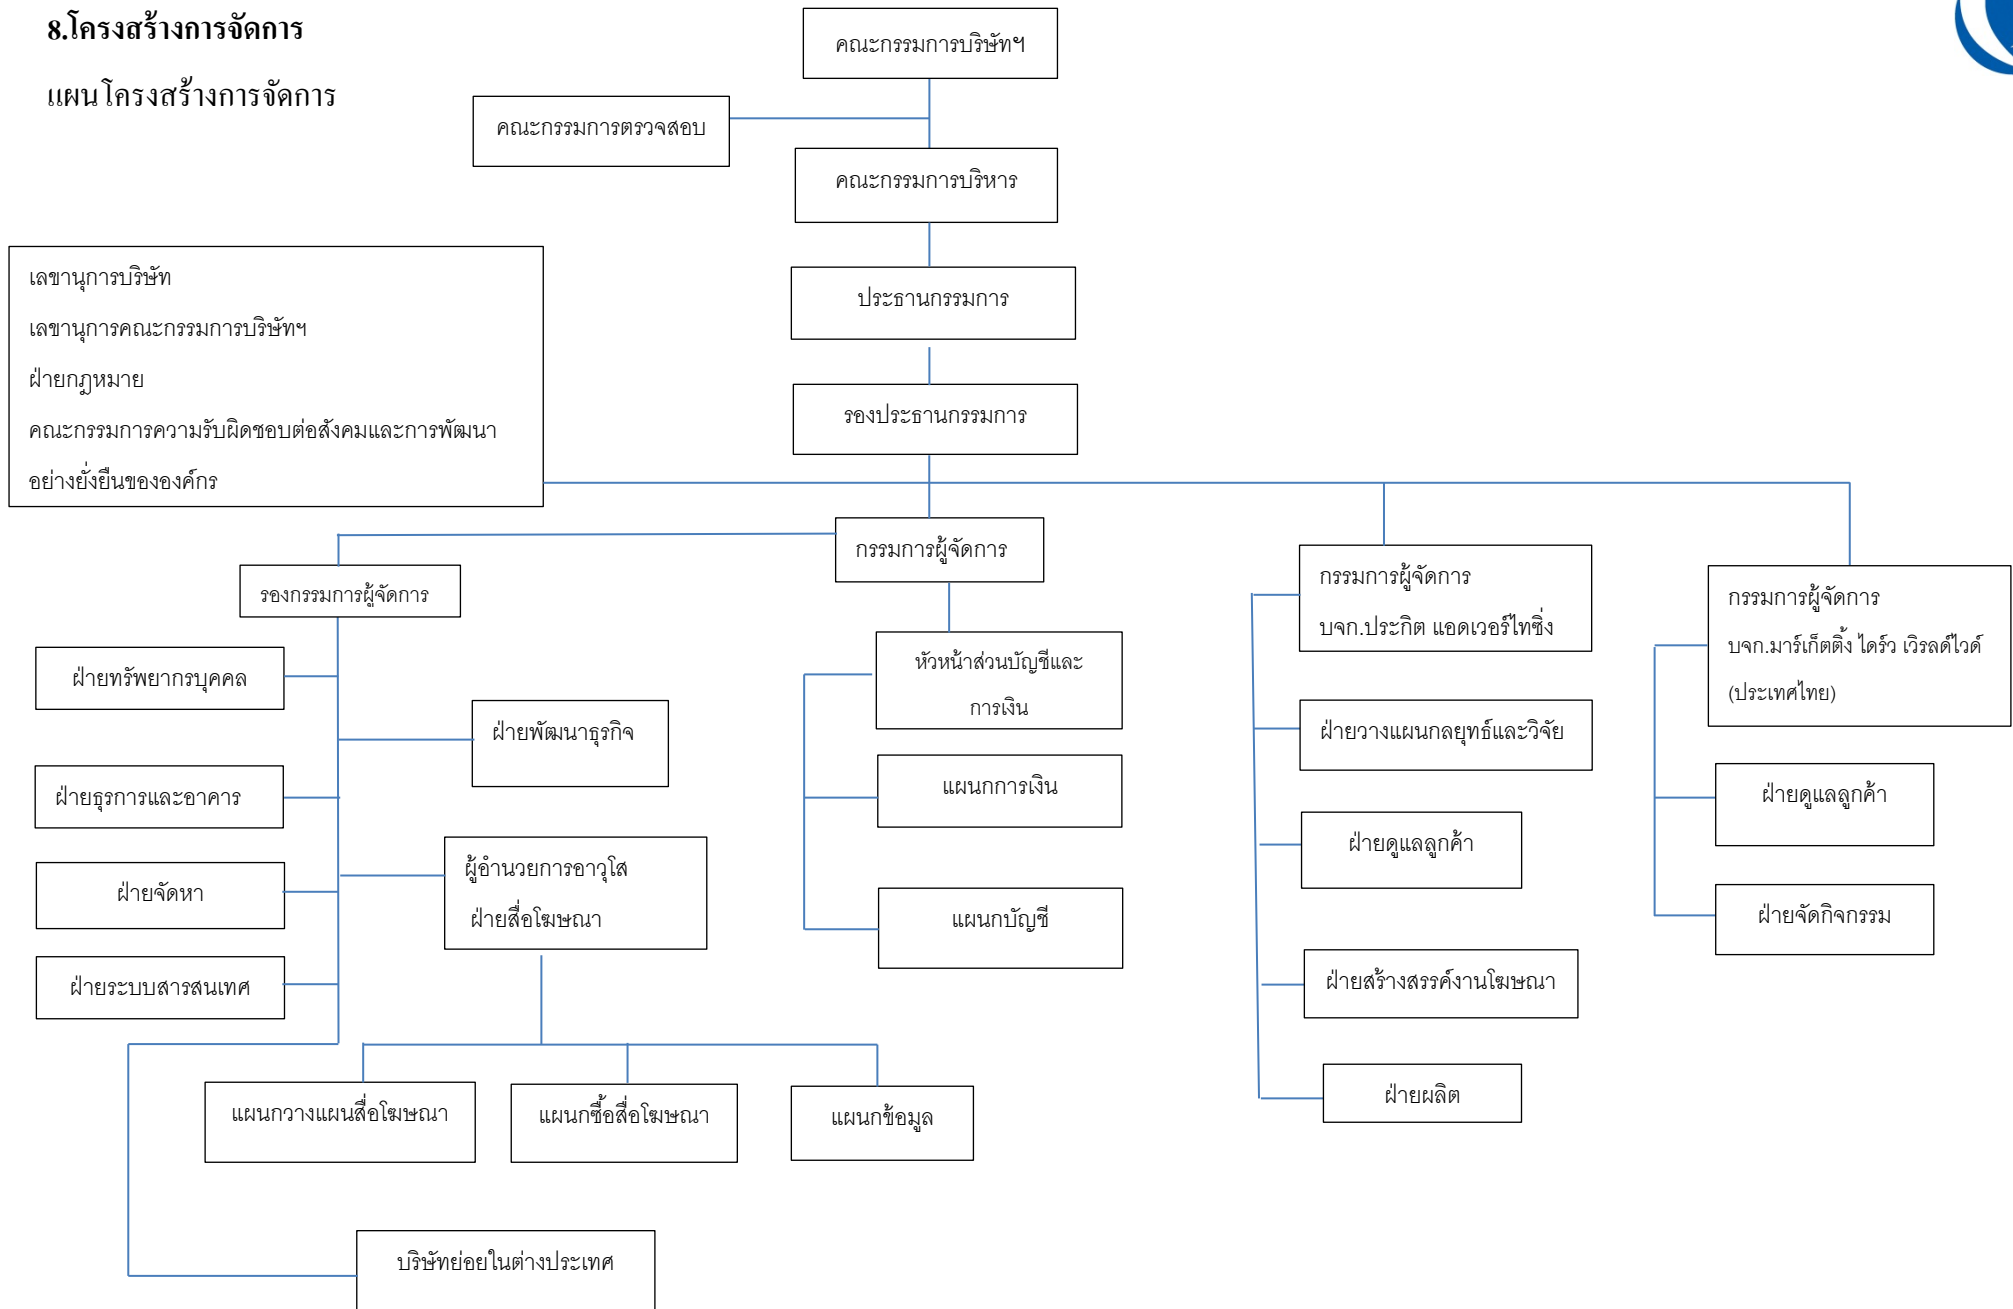 8.โครงสร้างการจัดการ
แผนโครงสร้างการจัดการ
คณะกรรมการบริษัทฯ
คณะกรรมการตรวจสอบ
คณะกรรมการบริหาร
ประธานกรรมการ
รองประธานกรรมการ
เลขานุการบริษัท
เลขานุการคณะกรรมการบริษัทฯ
ฝ่ายกฎหมาย
คณะกรรมการความรับผิดชอบต่อสังคมและการพัฒนา
อย่างยั่งยืนขององค์กร
กรรมการผู้จัดการ
รองกรรมการผู้จัดการ
ฝ่ายทรัพยากรบุคคล
ฝ่ายพัฒนาธุรกิจ
ฝ่ายธุรการและอาคาร
ฝ่ายจัดหา
ผู้อำนวยการอาวุโส
ฝ่ายสื่อโฆษณา
ฝ่ายระบบสารสนเทศ
แผนกวางแผนสื่อโฆษณา
แผนกซื้อสื่อโฆษณา
แผนกข้อมูล
บริษัทย่อยในต่างประเทศ
หัวหน้าส่วนบัญชีและ
การเงิน
แผนกการเงิน
แผนกบัญชี
กรรมการผู้จัดการ
บจก.ประกิต แอดเวอร์ไทซิ่ง
ฝ่ายวางแผนกลยุทธ์และวิจัย
ฝ่ายดูแลลูกค้า
ฝ่ายสร้างสรรค์งานโฆษณา
ฝ่ายผลิต
กรรมการผู้จัดการ
บจก.มาร์เก็ตติ้ง ไดร์ว เวิรลด์ไวด์
(ประเทศไทย)
ฝ่ายดูแลลูกค้า
ฝ่ายจัดกิจกรรม